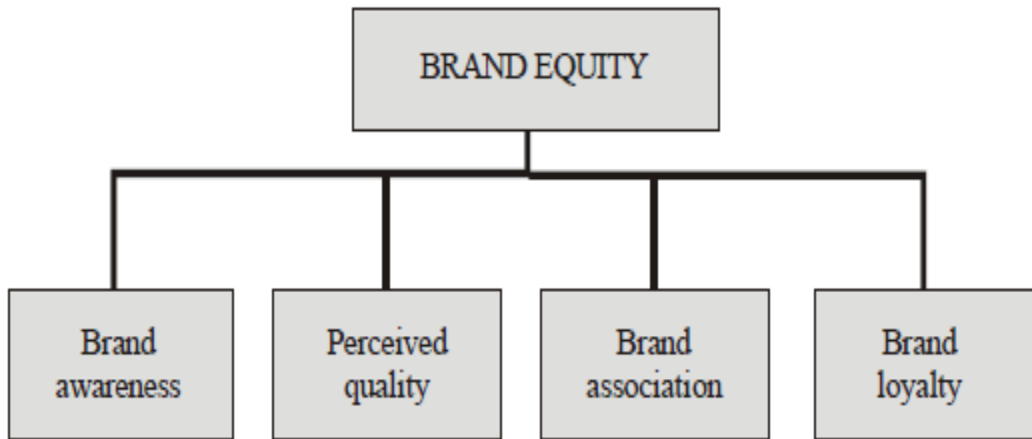 BRAND EQUITY
Brand
awareness
Perceived
quality
Brand
association
Brand
loyalty